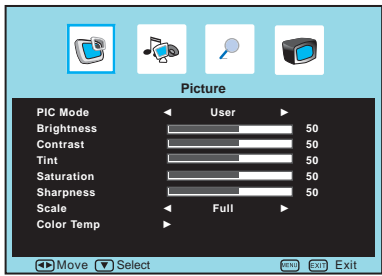 Picture
PIC Mode ◄ User ►
Brightness 50
Contrast 50
Tint 50
Saturation 50
Sharpness 50
Scale ◄ Full ►
Color Temp ►
Move Select MENU EXIT Exit